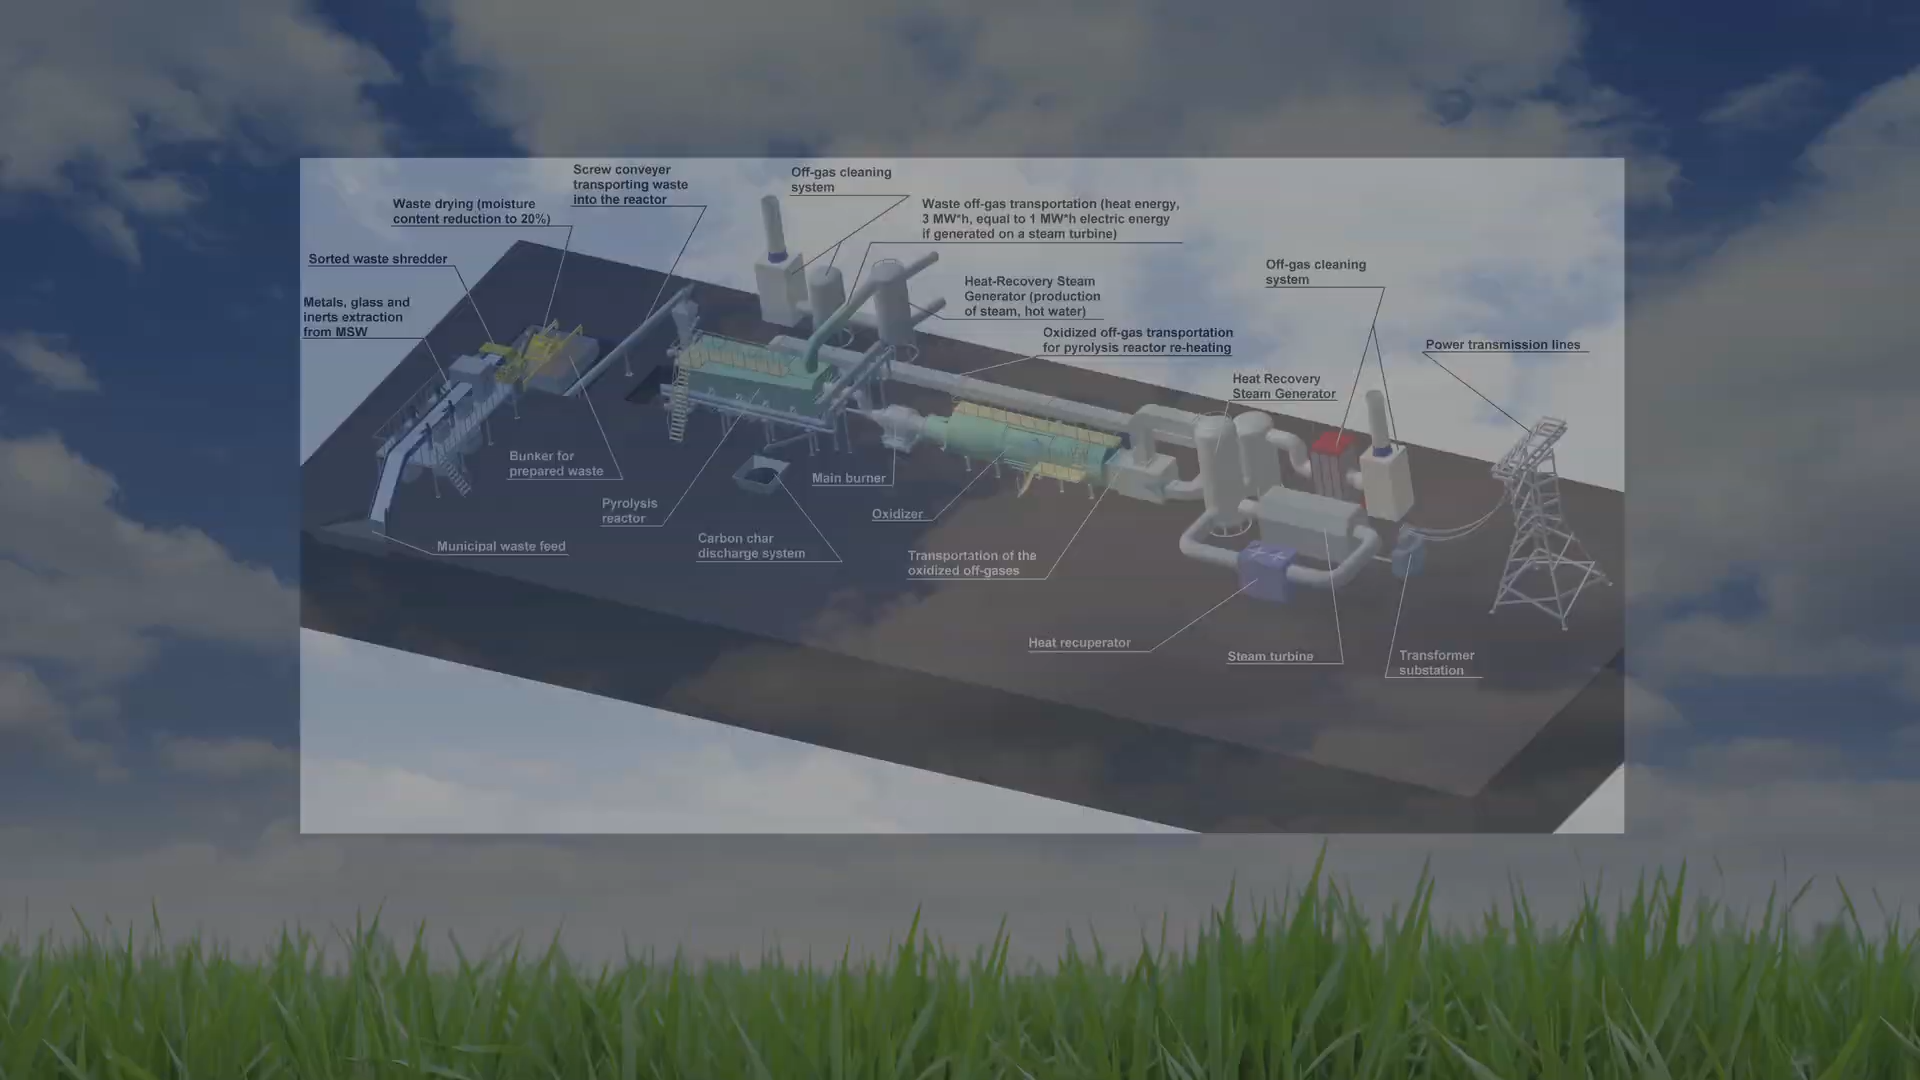 Screw conveyer
transporting waste
into the reactor
Off-gas cleaning
system
Waste drying (moisture
content reduction to 20%)
Waste off-gas transportation (heat energy,
3 MW*h, equal to 1 MW*h electric energy
if generated on a steam turbine)
Sorted waste shredder
Off-gas cleaning
system
Metals, glass and
inerts extraction
from MSW
Heat-Recovery Steam
Generator (production
of steam, hot water)
Oxidized off-gas transportation
for pyrolysis reactor re-heating
Power transmission lines
Heat Recovery
Steam Generator
Bunker for
prepared waste
Main burner
Pyrolysis
reactor
Oxidizer
Carbon char
discharge system
Municipal waste feed
Transportation of the
oxidized off-gases
Heat recuperator
Steam turbine
Transformer
substation